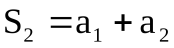 S₂ = a₁ + a₂